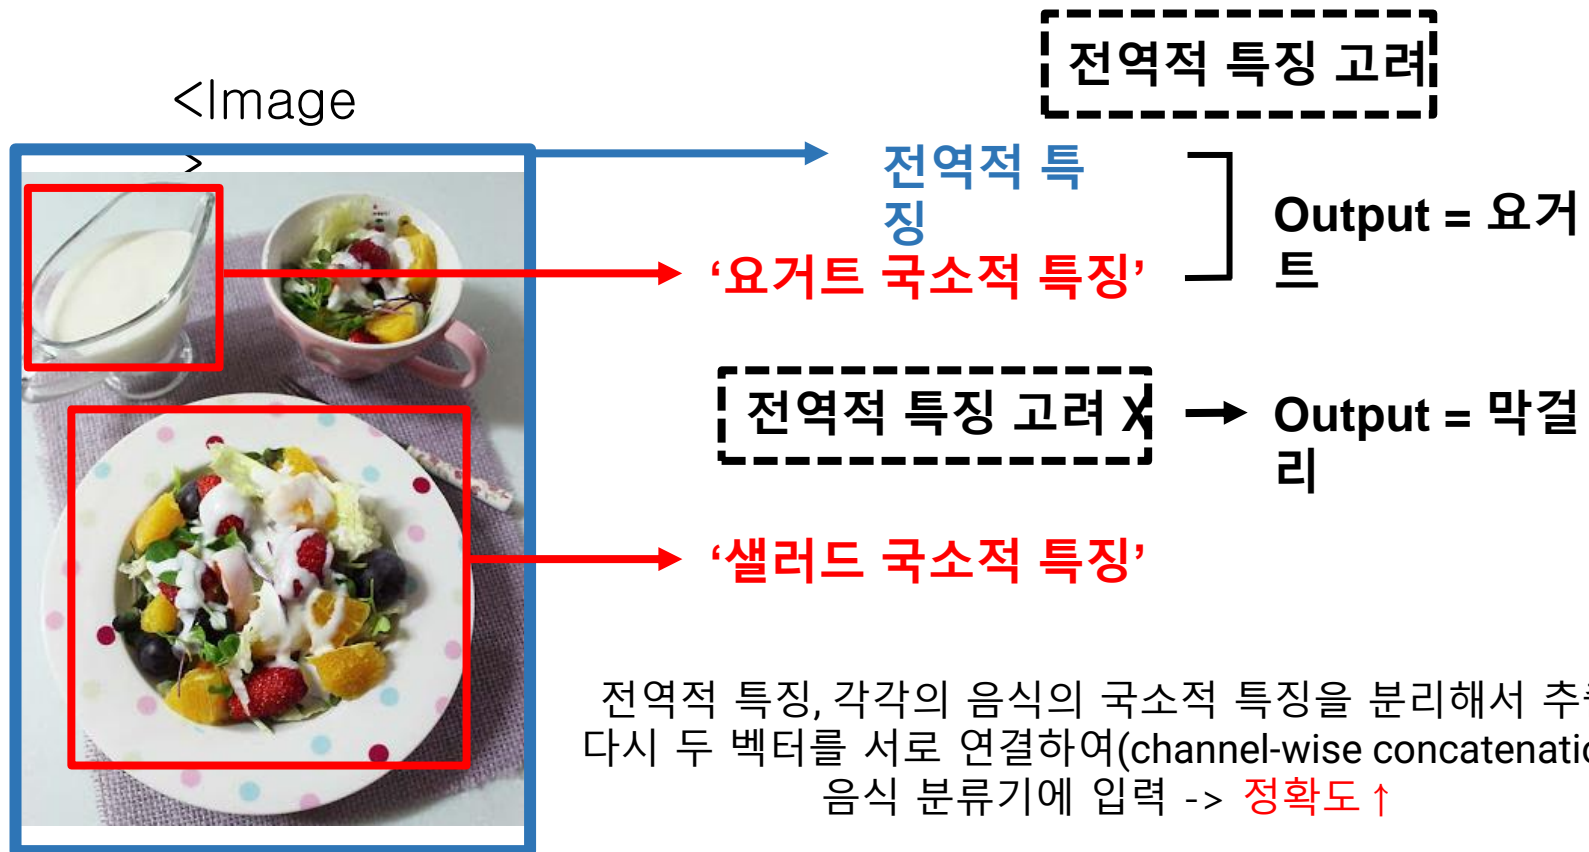 전역적 특징 고려
<Image
>
전역적 특
징
‘요거트 국소적 특징’
Output = 요거
트
전역적 특징 고려 X
Output = 막걸
리
‘샐러드 국소적 특징’
전역적 특징, 각각의 음식의 국소적 특징을 분리해서
다시 두 벡터를 서로 연결하여(channel-wise
음식 분류기에 입력 -> 정확도 ↑